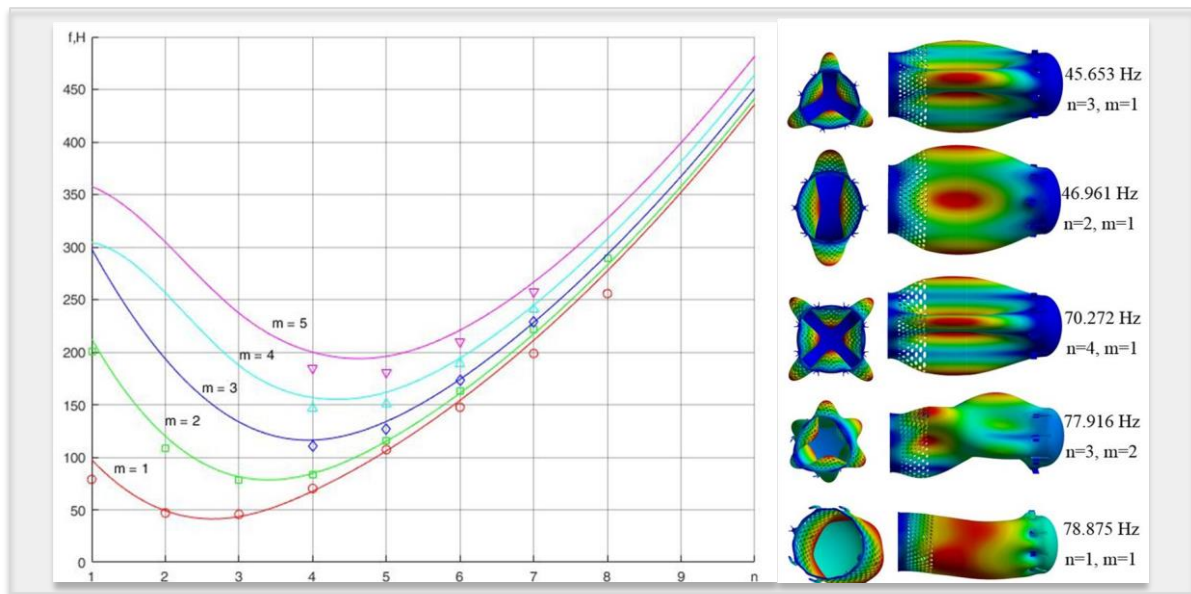 f,H
450
400
350
300
250
200
150
100
50
0
m = 5
m = 4
m = 3
m = 2
m = 1
1 2 3 4 5 6 7 8 9 n
45.653 Hz
n=3, m=1
46.961 Hz
n=2, m=1
70.272 Hz
n=4, m=1
77.916 Hz
n=3, m=2
78.875 Hz
n=1, m=1